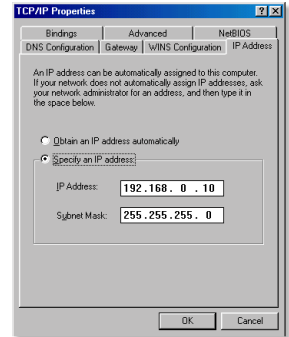 TCP/IP Properties
Bindings Advanced NetBIOS
DNS Configuration Gateway WINS Configuration IP Address
An IP address can be automatically assigned to this computer.
If your network does not automatically assign IP addresses, ask
your network administrator for an address, and then type it in
the space below.
Obtain an IP address automatically
Specify an IP address:
IP Address: 192.168. 0 .10
Subnet Mask: 255.255.255. 0
OK Cancel